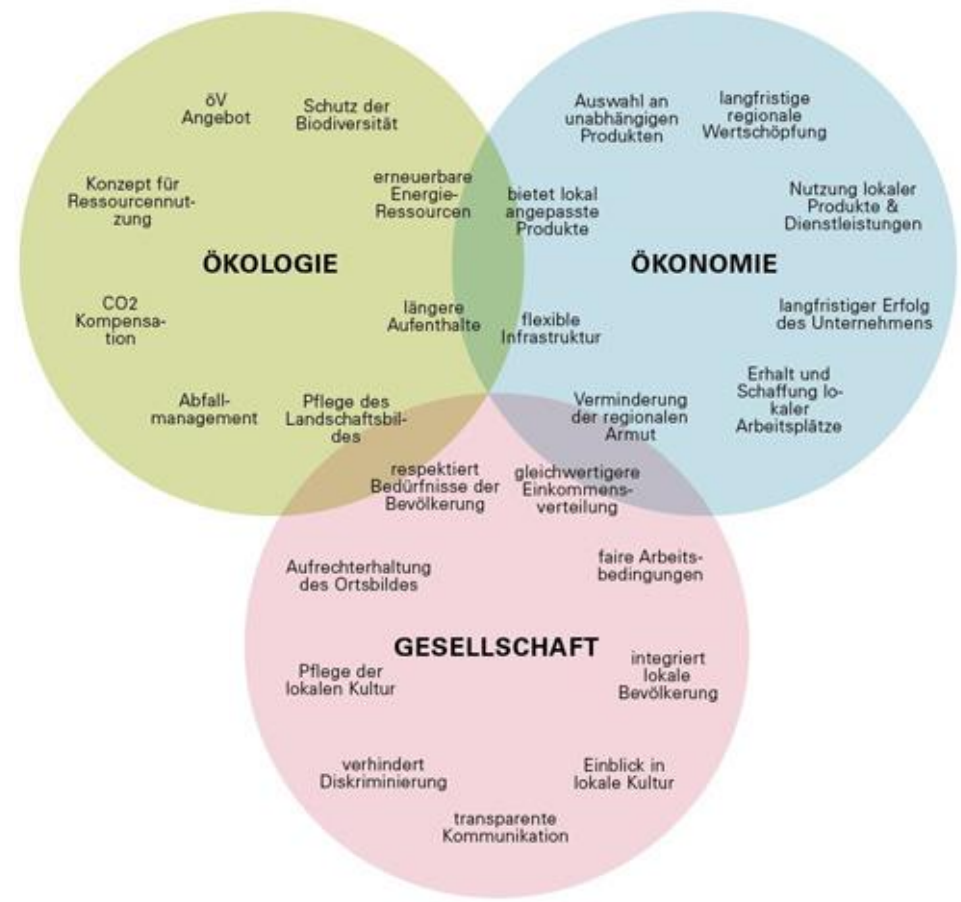 öV
Angebot
Schutz der
Biodiversität
Konzept für
Ressourcennut-
zung
erneuerbare
Energie-
Ressourcen
ÖKOLOGIE
CO2
Kompensa-
tion
längere
Aufenthalte
Abfall-
management
Pflege des
Landschaftsbil-
des
Auswahl an
unabhängigen
Produkten
langfristige
regionale
Wertschöpfung
bietet lokal
angepasste
Produkte
Nutzung lokaler
Produkte &
Dienstleistungen
ÖKONOMIE
flexible
Infrastruktur
langfristiger Erfolg
des Unternehmens
Verminderung
der regionalen
Armut
Erhalt und
Schaffung lo-
kaler
Arbeitsplätze
respektiert
Bedürfnisse der
Bevölkerung
gleichwertigere
Einkommens-
verteilung
Aufrechterhaltung
des Ortsbildes
faire Arbeits-
bedingungen
GESELLSCHAFT
Pflege der
lokalen Kultur
integriert
lokale
Bevölkerung
verhindert
Diskriminierung
Einblick in
lokale Kultur
transparente
Kommunikation